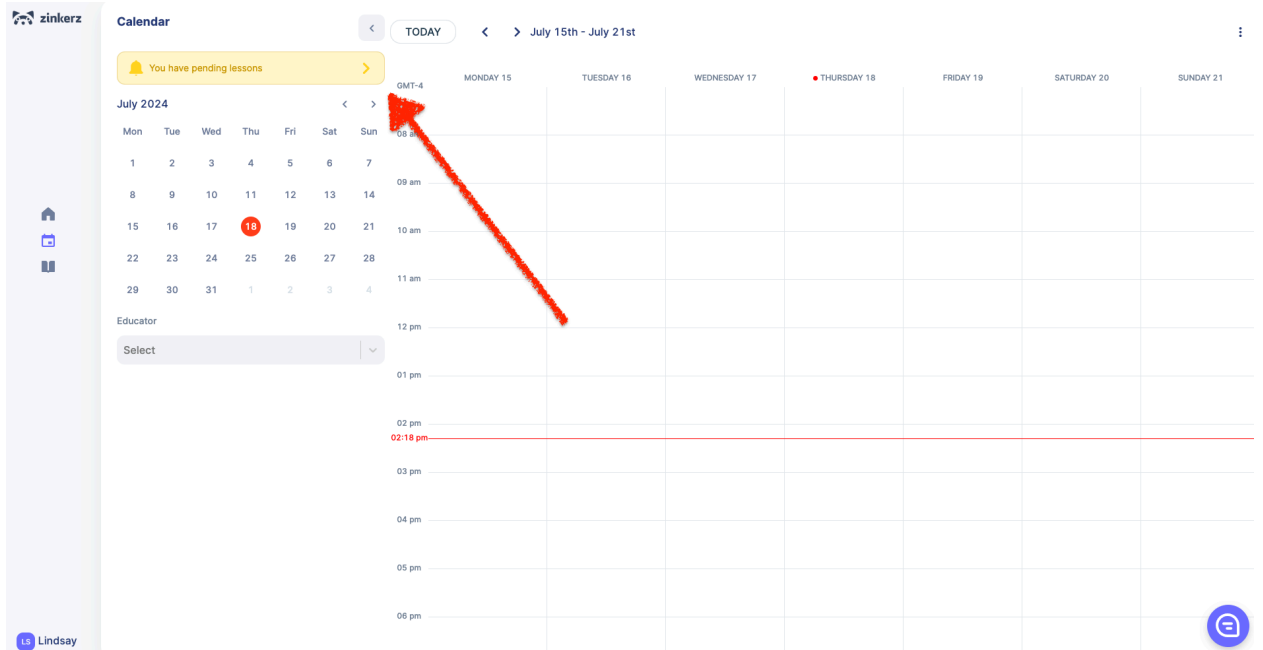 zinkerz
Calendar
You have pending lessons
July 2024
Mon Tue Wed Thu Fri Sat Sun
1 2 3 4 5 6 7
8 9 10 11 12 13 14
15 16 17 18 19 20 21
22 23 24 25 26 27 28
29 30 31 1 2 3 4
Educator
Select
LS Lindsay
TODAY July 15th - July 21st
GMT-4 MONDAY 15 TUESDAY 16 WEDNESDAY 17 THURSDAY 18 FRIDAY 19 SATURDAY 20 SUNDAY 21
08 am
09 am
10 am
11 am
12 pm
01 pm
02 pm
02:18 pm
03 pm
04 pm
05 pm
06 pm